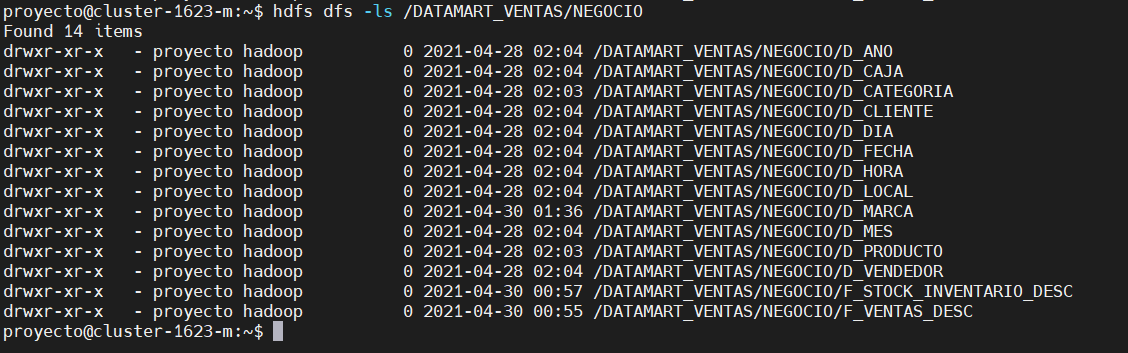 proyecto@cluster-1623-m:~$ hdfs dfs -ls /DATAMART_VENTAS/NEGOCIO
Found 14 items
drwxr-xr-x   - proyecto hadoop          0 2021-04-28 02:04 /DATAMART_VENTAS/NEGOCIO/D_ANO
drwxr-xr-x   - proyecto hadoop          0 2021-04-28 02:04 /DATAMART_VENTAS/NEGOCIO/D_CAJA
drwxr-xr-x   - proyecto hadoop          0 2021-04-28 02:03 /DATAMART_VENTAS/NEGOCIO/D_CATEGORIA
drwxr-xr-x   - proyecto hadoop          0 2021-04-28 02:04 /DATAMART_VENTAS/NEGOCIO/D_CLIENTE
drwxr-xr-x   - proyecto hadoop          0 2021-04-28 02:04 /DATAMART_VENTAS/NEGOCIO/D_DIA
drwxr-xr-x   - proyecto hadoop          0 2021-04-28 02:04 /DATAMART_VENTAS/NEGOCIO/D_FECHA
drwxr-xr-x   - proyecto hadoop          0 2021-04-28 02:04 /DATAMART_VENTAS/NEGOCIO/D_HORA
drwxr-xr-x   - proyecto hadoop          0 2021-04-28 02:04 /DATAMART_VENTAS/NEGOCIO/D_LOCAL
drwxr-xr-x   - proyecto hadoop          0 2021-04-30 01:36 /DATAMART_VENTAS/NEGOCIO/D_MARCA
drwxr-xr-x   - proyecto hadoop          0 2021-04-28 02:04 /DATAMART_VENTAS/NEGOCIO/D_MES
drwxr-xr-x   - proyecto hadoop          0 2021-04-28 02:03 /DATAMART_VENTAS/NEGOCIO/D_PRODUCTO
drwxr-xr-x   - proyecto hadoop          0 2021-04-28 02:04 /DATAMART_VENTAS/NEGOCIO/D_VENDEDOR
drwxr-xr-x   - proyecto hadoop          0 2021-04-30 00:57 /DATAMART_VENTAS/NEGOCIO/F_STOCK_INVENTARIO_DESC
drwxr-xr-x   - proyecto hadoop          0 2021-04-30 00:55 /DATAMART_VENTAS/NEGOCIO/F_VENTAS_DESC
proyecto@cluster-1623-m:~$